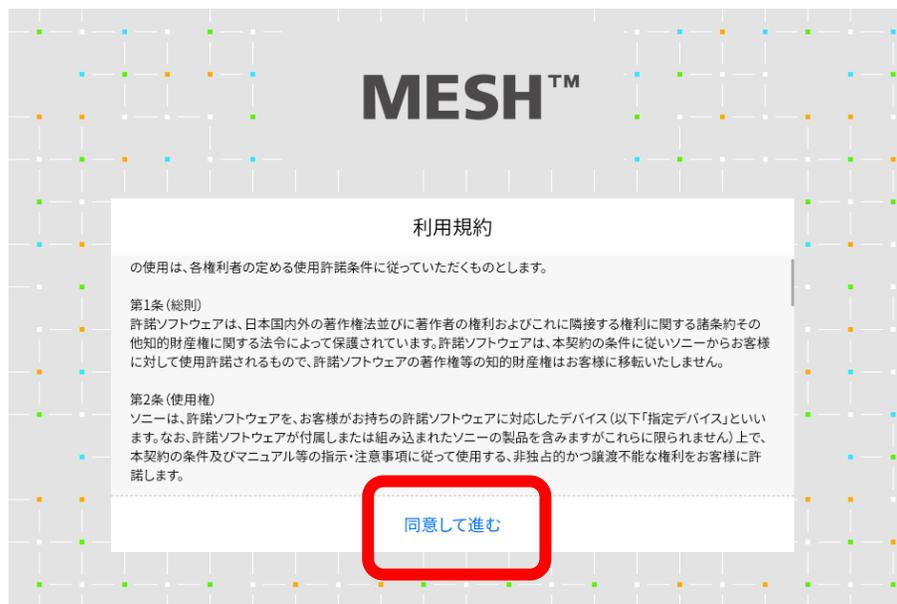 MESH™
利用規約
の使用は、各権利者の定める使用許諾条件に従っていただくものとします。
第1条(総則)
許諾ソフトウェアは、日本国内外の著作権法並びに著作者の権利およびこれに隣接する権利に関する諸条約その
他知的財産権に関する法令によって保護されています。許諾ソフトウェアは、本契約の条件に従いソニーからお客様
に対して使用許諾されるもので、許諾ソフトウェアの著作権等の知的財産権はお客様に移転いたしません。
第2条(使用権)
ソニーは、許諾ソフトウェアを、お客様がお持ちの許諾ソフトウェアに対応したデバイス(以下「指定デバイス」といい
ます。なお、許諾ソフトウェアが付属しまたは組み込まれたソニーの製品を含みますがこれらに限られません)上で、
本契約の条件及びマニュアル等の指示・注意事項に従って使用する、非独占的かつ譲渡不能な権利をお客様に許
諾します。
同意して進む